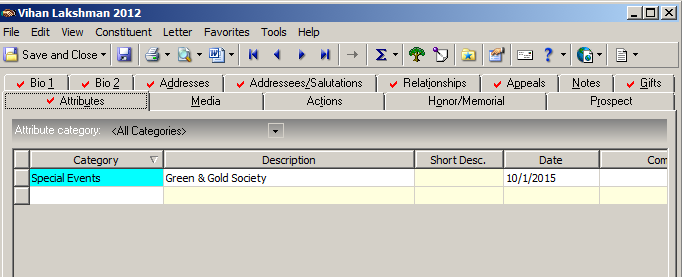 Vihan Lakshman 2012
File Edit View Constituent Letter Favorites Tools Help
Save and Close
Bio 1 Bio 2 Addresses Addressees/Salutations Relationships Appeals Notes Gifts
Attributes Media Actions Honor/Memorial Prospect
Attribute category: <All Categories>
Category Description Short Desc. Date Com
Special Events Green & Gold Society 10/1/2015